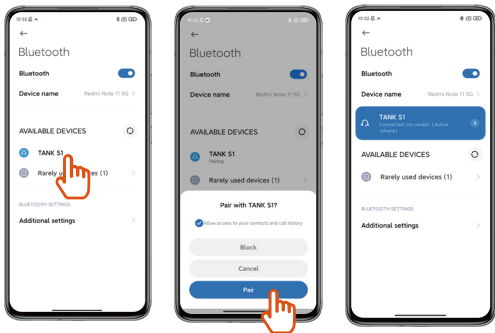 15:52
Bluetooth
Bluetooth
Device name Redmi Note 11 5G
AVAILABLE DEVICES
TANK S1
Rarely used devices (1)
BLUETOOTH SETTINGS
Additional settings
15:52
Bluetooth
Bluetooth
Device name Redmi Note 11 5G
AVAILABLE DEVICES
TANK S1
Pairing...
Rarely used devices (1)
Pair with TANK S1?
Allow access to your contacts and call history
Block
Cancel
Pair
15:52
Bluetooth
Bluetooth
Device name Redmi Note 11 5G
TANK S1
Connected (no media) | Active
(phone)
AVAILABLE DEVICES
Rarely used devices (1)
BLUETOOTH SETTINGS
Additional settings